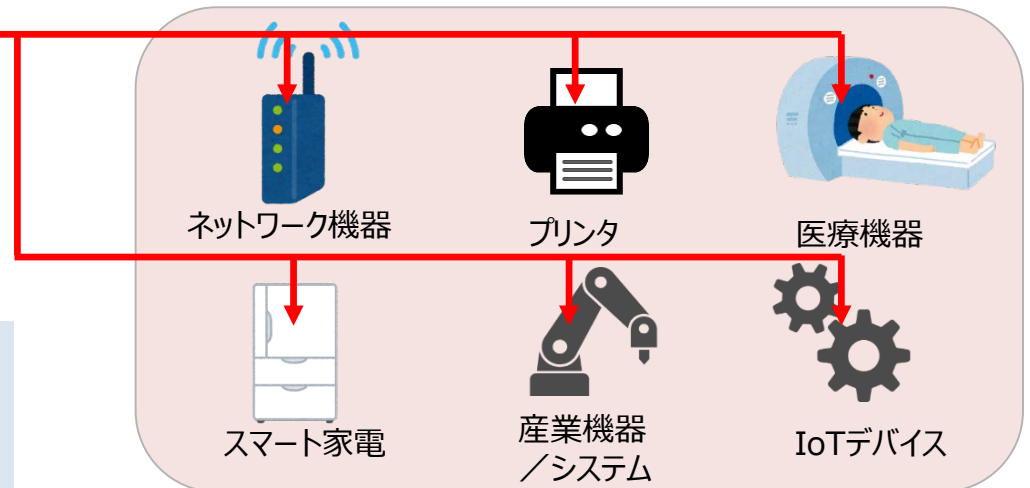 ネットワーク機器
プリンタ
医療機器
スマート家電
産業機器
／システム
IoTデバイス